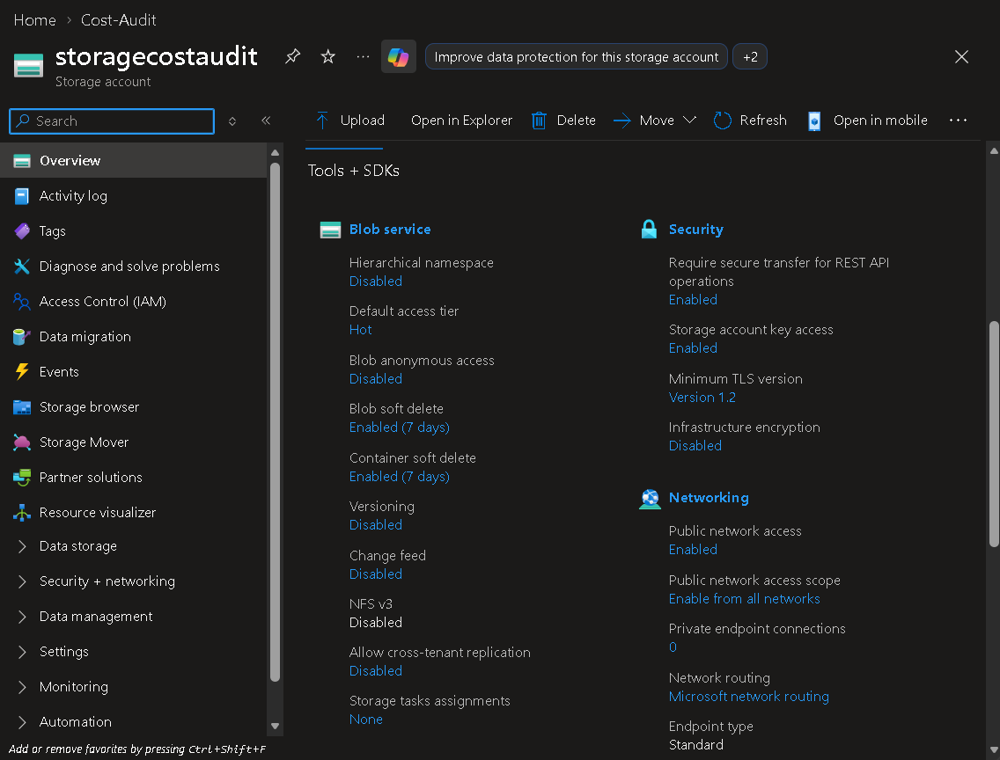 Home > Cost-Audit
storagecostaudit
Storage account
Improve data protection for this storage account
+2
Search
Upload
Open in Explorer
Delete
Move
Refresh
Open in mobile
Overview
Activity log
Tags
Diagnose and solve problems
Access Control (IAM)
Data migration
Events
Storage browser
Storage Mover
Partner solutions
Resource visualizer
Data storage
Security + networking
Data management
Settings
Monitoring
Automation
Add or remove favorites by pressing Ctrl+Shift+F
Tools + SDKs
Blob service
Hierarchical namespace
Disabled
Default access tier
Hot
Blob anonymous access
Disabled
Blob soft delete
Enabled (7 days)
Container soft delete
Enabled (7 days)
Versioning
Disabled
Change feed
Disabled
NFS v3
Disabled
Allow cross-tenant replication
Disabled
Storage tasks assignments
None
Security
Require secure transfer for REST API
operations
Enabled
Storage account key access
Enabled
Minimum TLS version
Version 1.2
Infrastructure encryption
Disabled
Networking
Public network access
Enabled
Public network access scope
Enable from all networks
Private endpoint connections
0
Network routing
Microsoft network routing
Endpoint type
Standard